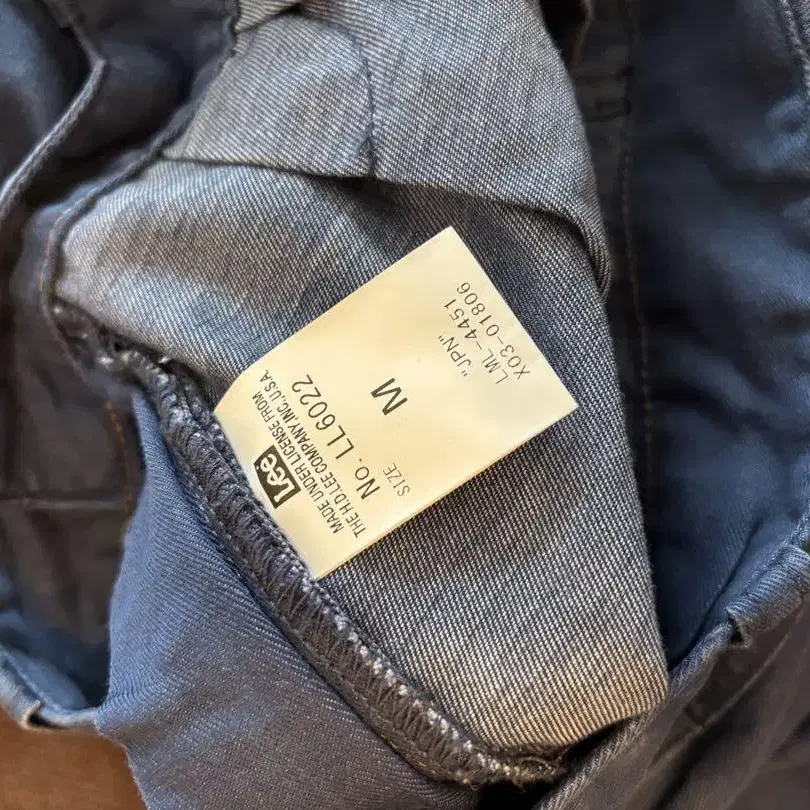 Lee
MADE UNDER LICENSE FROM
THE H.D.LEE COMPANY,INC.,U.S.A.
No. LL6022
SIZE
M
"JPN"
LML-4451
X03-01806